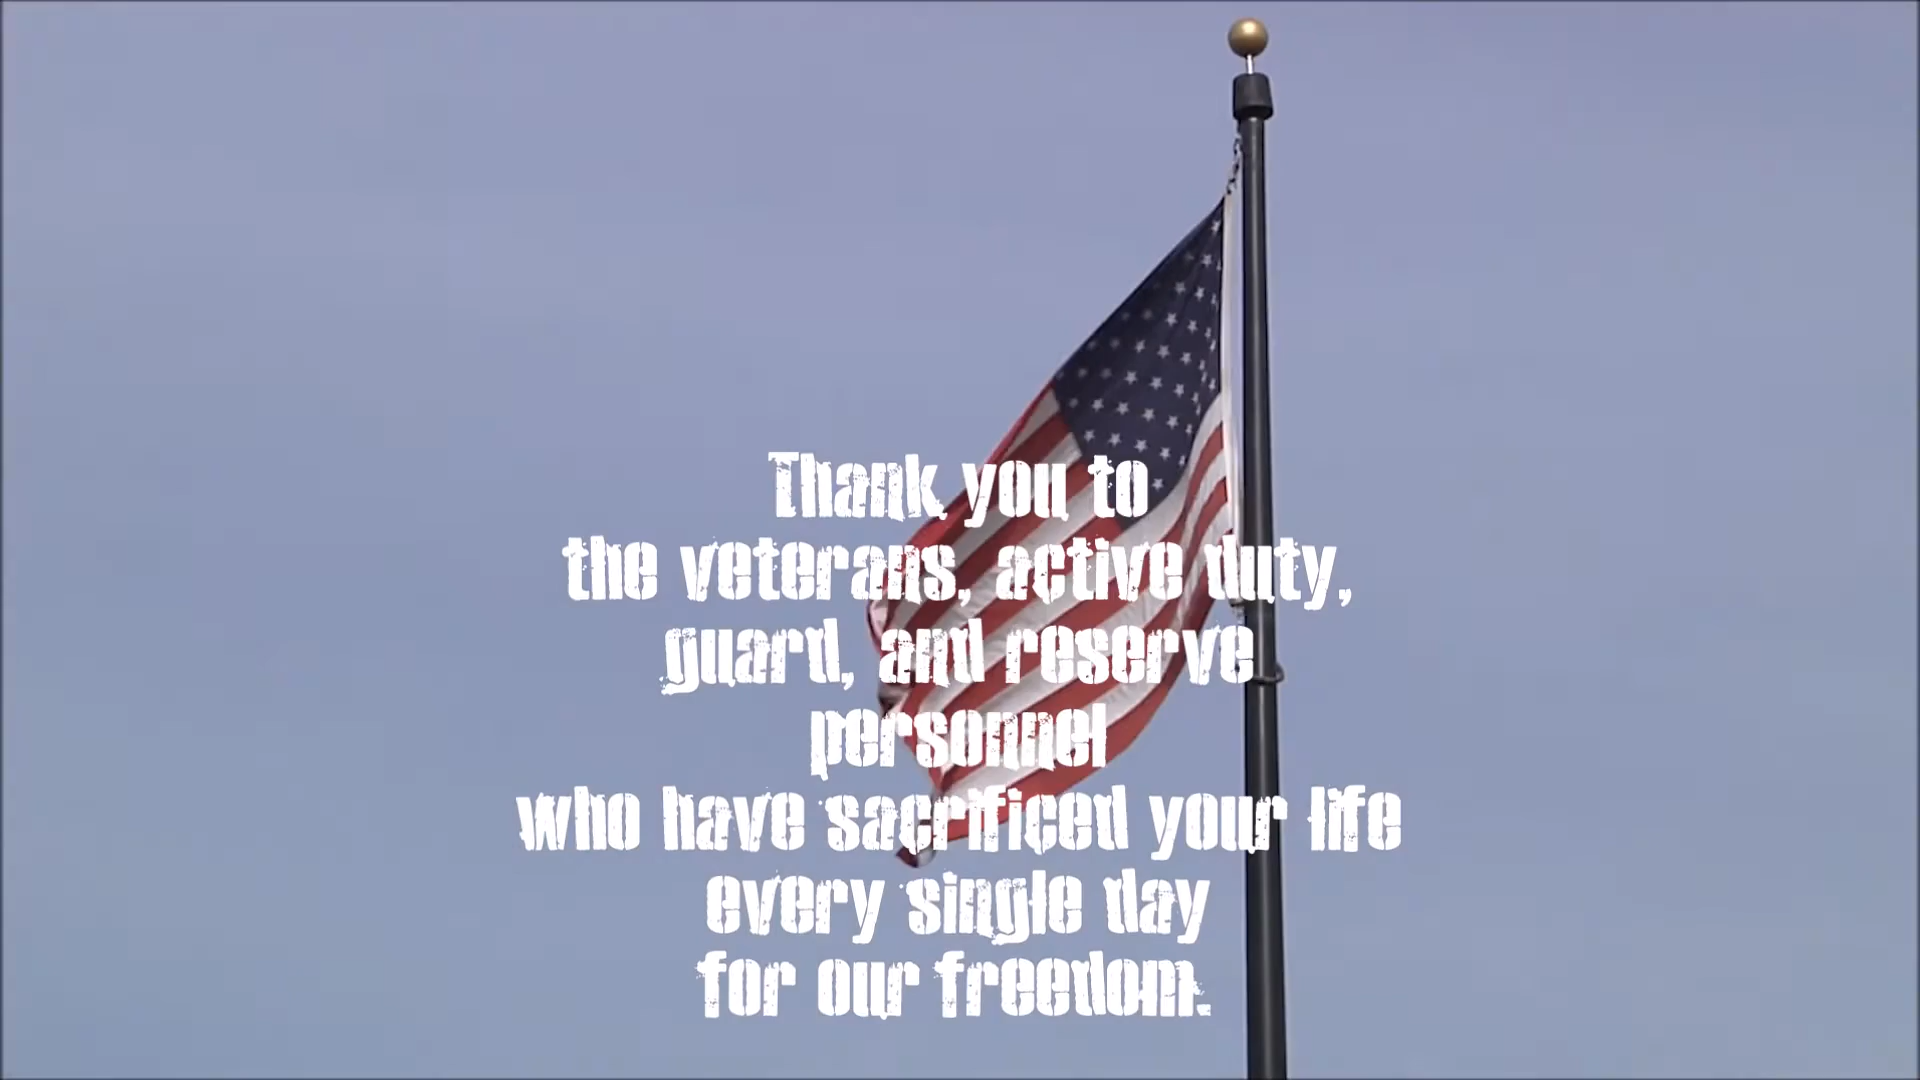 Thank you to
the veterans, active duty,
guard, and reserve
personnel
who have sacrificed your life
every single day
for our freedom.